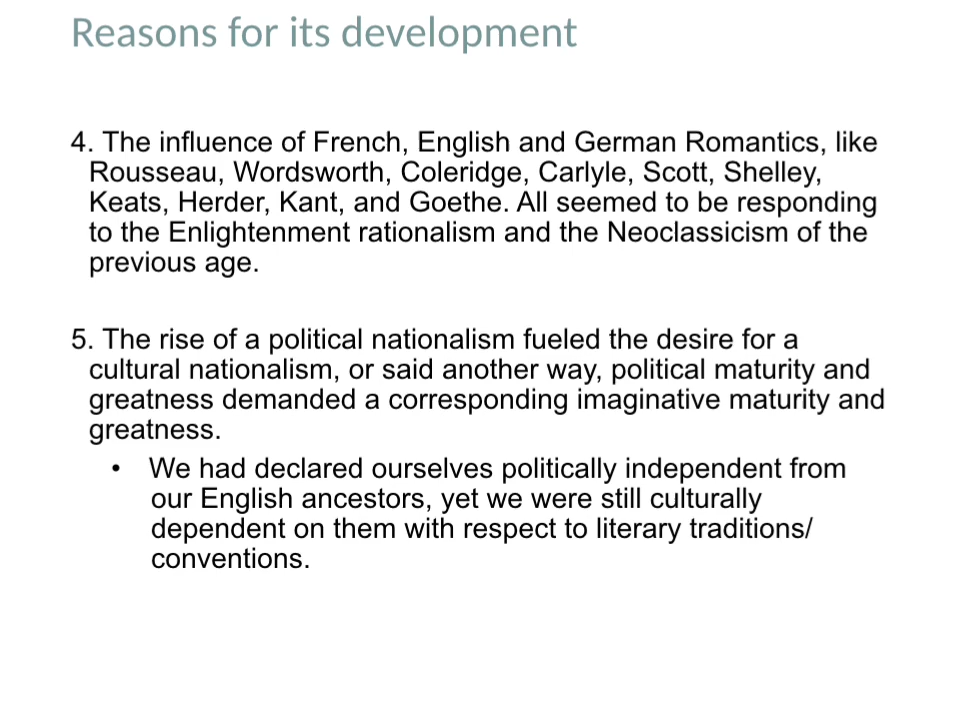 Reasons for its development
4. The influence of French, English and German Romantics, like
Rousseau, Wordsworth, Coleridge, Carlyle, Scott, Shelley,
Keats, Herder, Kant, and Goethe. All seemed to be responding
to the Enlightenment rationalism and the Neoclassicism of the
previous age.
5. The rise of a political nationalism fueled the desire for a
cultural nationalism, or said another way, political maturity and
greatness demanded a corresponding imaginative maturity and
greatness.
• We had declared ourselves politically independent from
our English ancestors, yet we were still culturally
dependent on them with respect to literary traditions/
conventions.